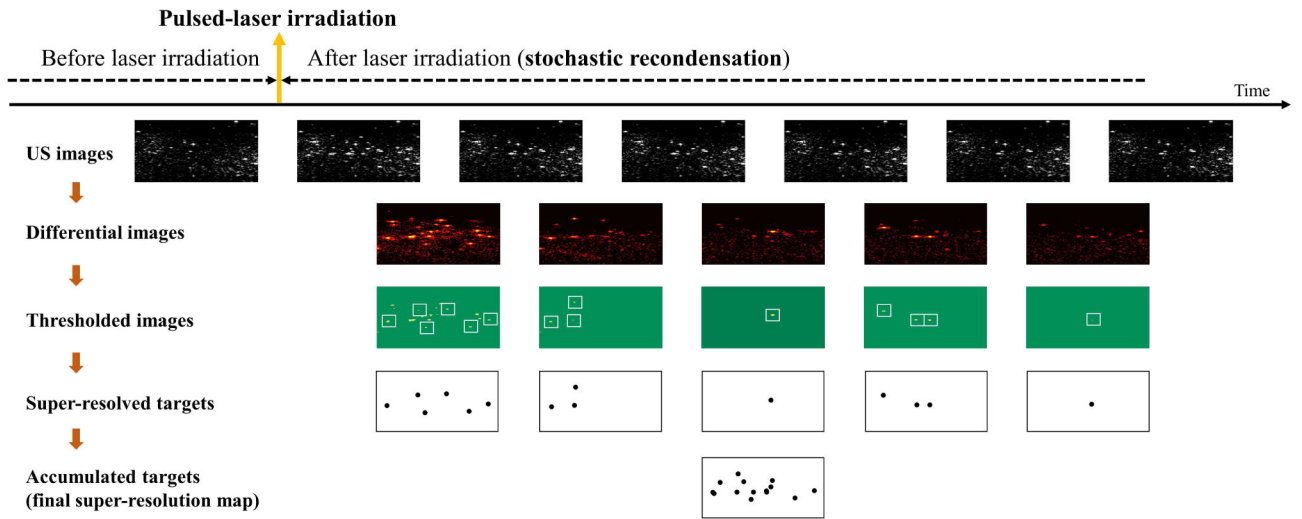 Pulsed-laser irradiation
Before laser irradiation
After laser irradiation (stochastic recondensation)
Time
US images
Differential images
Thresholded images
Super-resolved targets
Accumulated targets
(final super-resolution map)